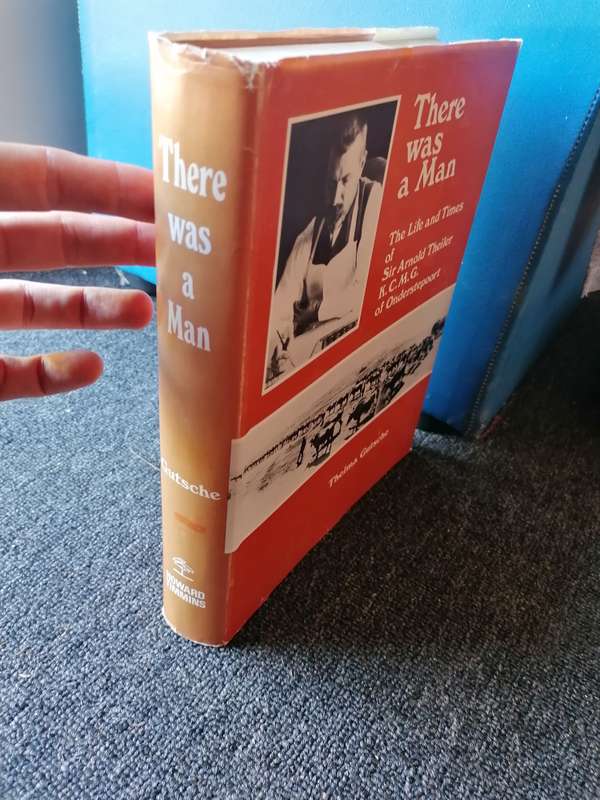 There
was
a
Man
Gutsche
HOWARD
TIMMINS
There
was
a Man
The Life and Times
of
Sir Arnold Theiler
K.C.M.G.
of Onderstepoort
Thelma Gutsche